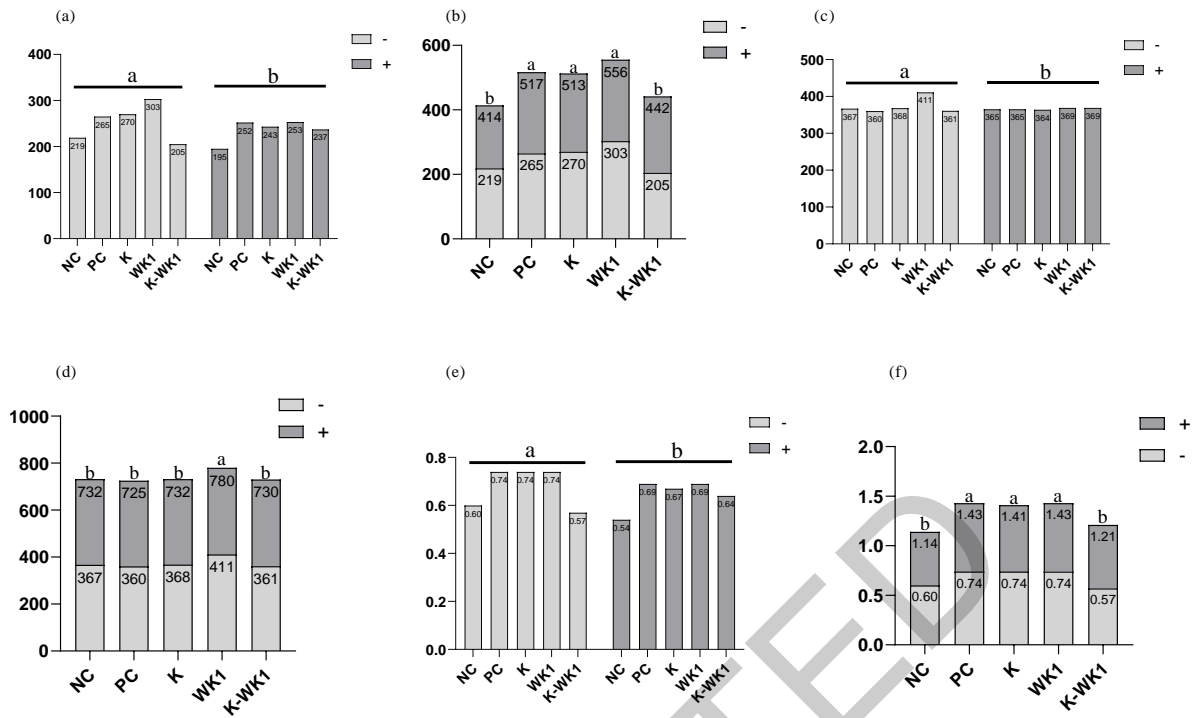 (a)
-
+
400
300
200
100
0
a
b
219
265
270
303
205
195
252
243
253
237
NC
PC
K
WK1
K-WK1
NC
PC
K
WK1
K-WK1
(b)
-
+
600
400
200
0
b
a
a
a
b
414
517
513
556
442
219
265
270
303
205
NC
PC
K
WK1
K-WK1
(c)
-
+
500
400
300
200
100
0
a
b
367
360
368
411
361
365
365
364
369
369
NC
PC
K
WK1
K-WK1
NC
PC
K
WK1
K-WK1
(d)
-
+
1000
800
600
400
200
0
b
b
b
a
b
732
725
732
780
730
367
360
368
411
361
NC
PC
K
WK1
K-WK1
(e)
-
+
0.8
0.6
0.4
0.2
0.0
a
b
0.60
0.74
0.74
0.74
0.57
0.54
0.69
0.67
0.69
0.64
NC
PC
K
WK1
K-WK1
NC
PC
K
WK1
K-WK1
(f)
+
-
2.0
1.5
1.0
0.5
0.0
b
a
a
a
b
1.14
1.43
1.41
1.43
1.21
0.60
0.74
0.74
0.74
0.57
NC
PC
K
WK1
K-WK1
TED